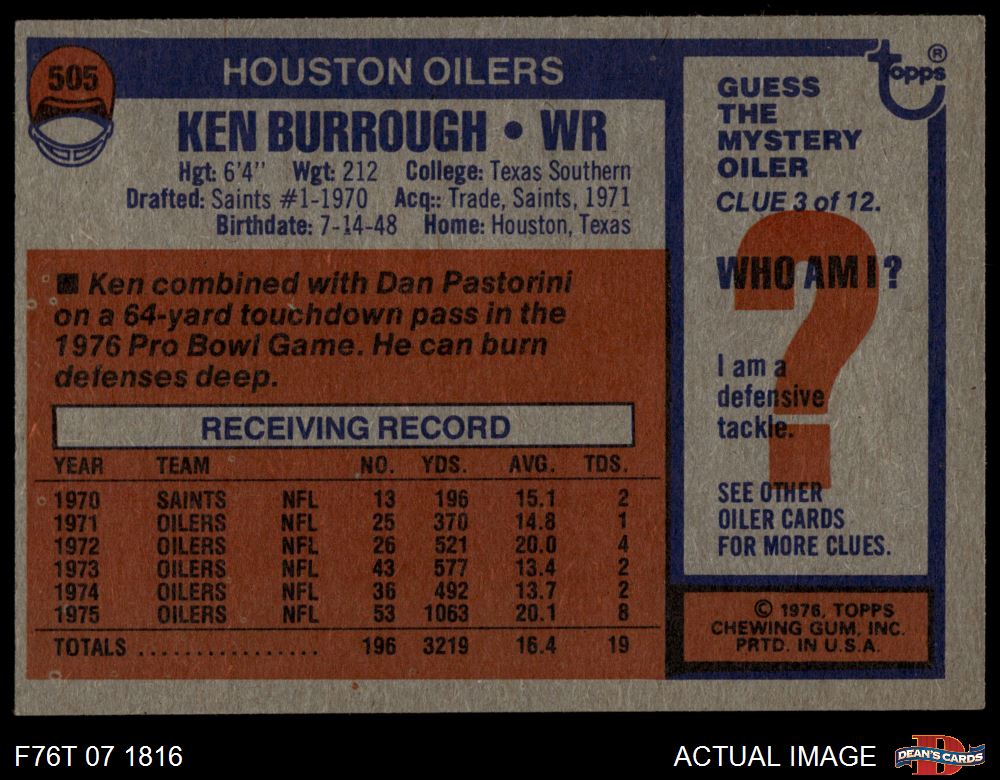 505
HOUSTON OILERS
KEN BURROUGH • WR
Hgt: 6'4" Wgt: 212 College: Texas Southern
Drafted: Saints #1-1970 Acq.: Trade, Saints, 1971
Birthdate: 7-14-48 Home: Houston, Texas
■ Ken combined with Dan Pastorini
on a 64-yard touchdown pass in the
1976 Pro Bowl Game. He can burn
defenses deep.
RECEIVING RECORD
YEAR TEAM NO. YDS. AVG. TDS.
1970 SAINTS NFL 13 196 15.1 2
1971 OILERS NFL 25 370 14.8 1
1972 OILERS NFL 26 521 20.0 4
1973 OILERS NFL 43 577 13.4 2
1974 OILERS NFL 36 492 13.7 2
1975 OILERS NFL 53 1063 20.1 8
TOTALS ................ 196 3219 16.4 19
topps ®
GUESS
THE
MYSTERY
OILER
CLUE 3 of 12.
?
WHO AM I?
I am a
defensive
tackle.
SEE OTHER
OILER CARDS
FOR MORE CLUES.
© 1976, TOPPS
CHEWING GUM, INC.
PRTD. IN U.S.A.
F76T 07 1816
ACTUAL IMAGE
D
DEAN'S CARDS